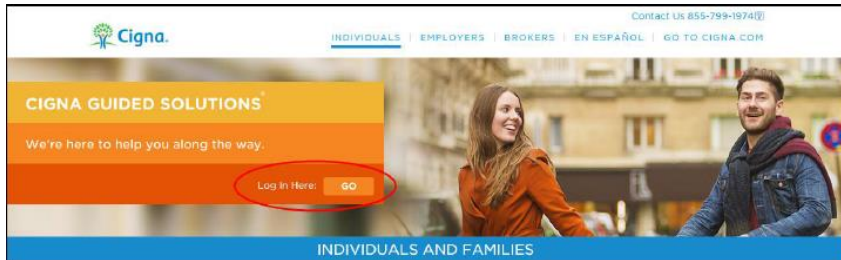 Contact Us 855-799-1974
Cigna.
INDIVIDUALS | EMPLOYERS | BROKERS | EN ESPAÑOL | GO TO CIGNA.COM
CIGNA GUIDED SOLUTIONS
We're here to help you along the way.
Log In Here: GO
INDIVIDUALS AND FAMILIES